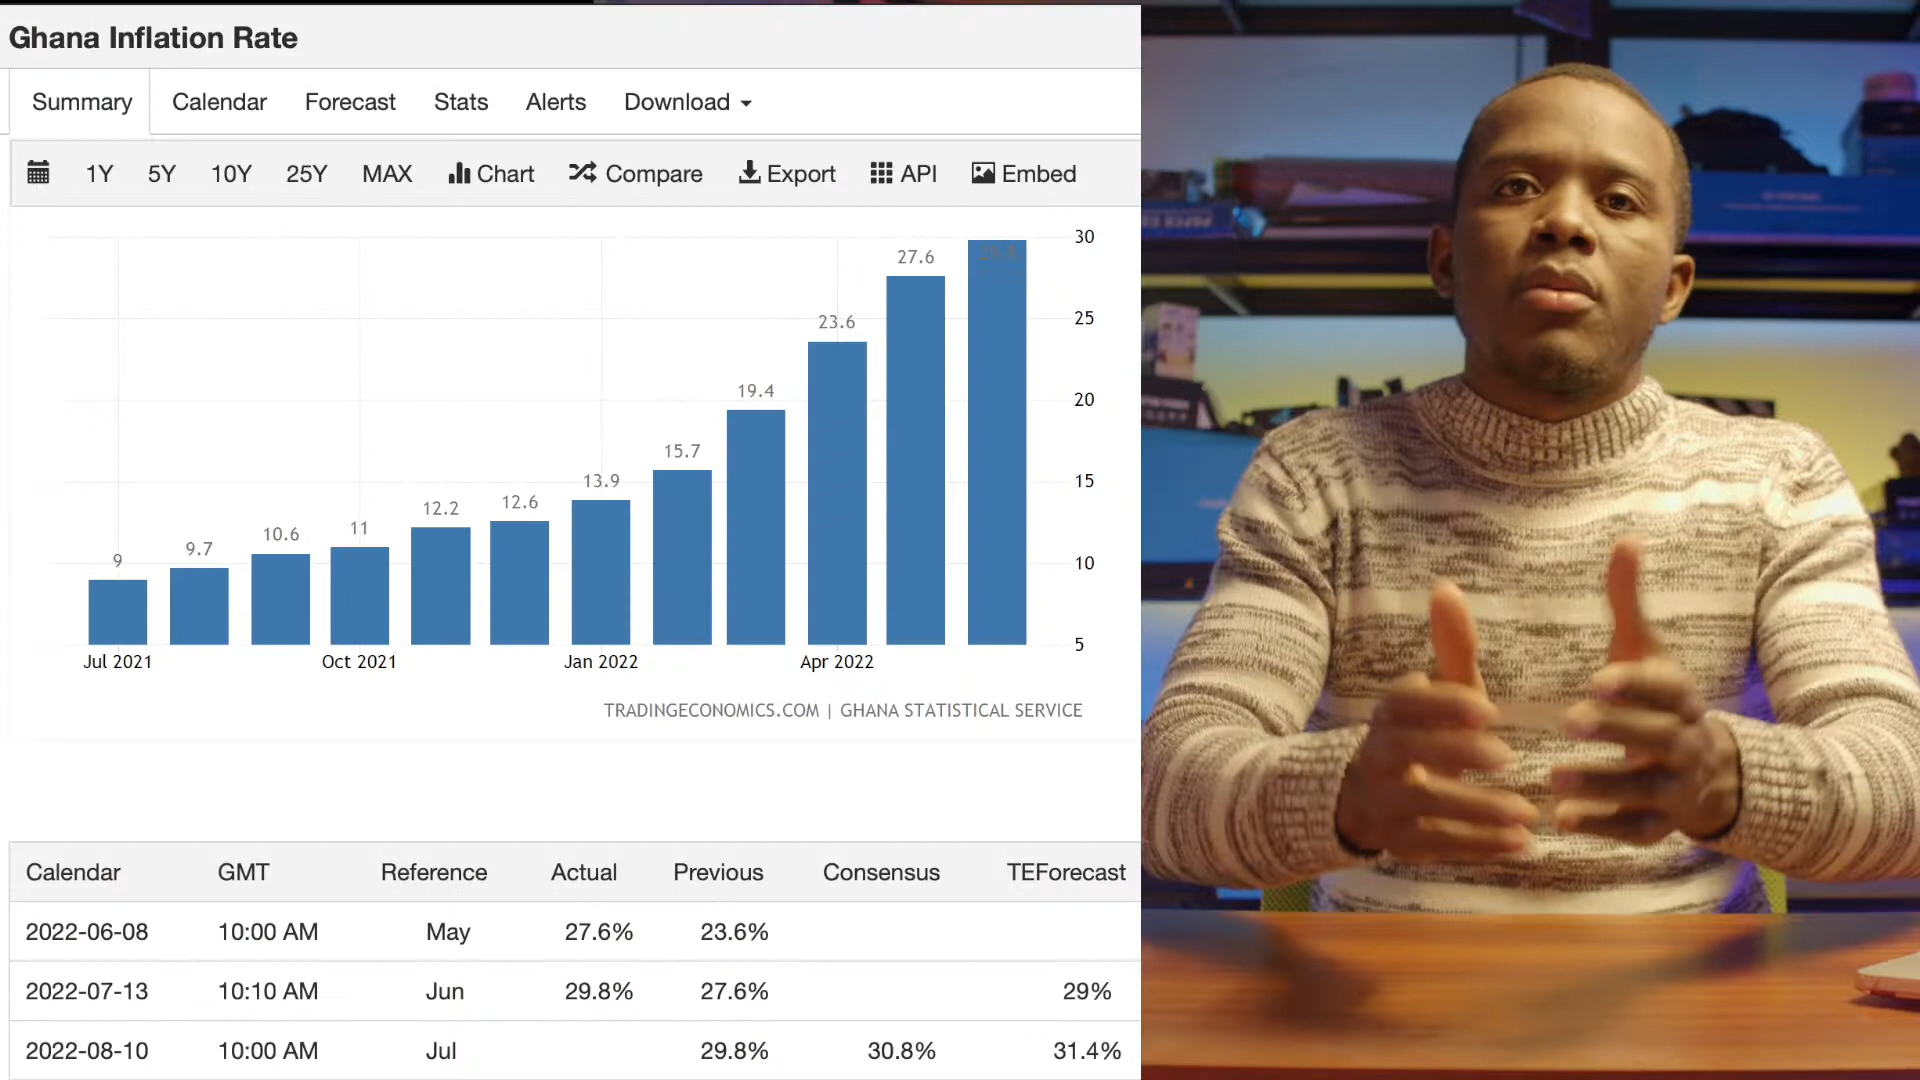 Ghana Inflation Rate
Summary Calendar Forecast Stats Alerts Download
1Y 5Y 10Y 25Y MAX Chart Compare Export API Embed
30
25
20
15
10
5
9
9.7
10.6
11
12.2
12.6
13.9
15.7
19.4
23.6
27.6
29.8
Jul 2021 Oct 2021 Jan 2022 Apr 2022
TRADINGECONOMICS.COM | GHANA STATISTICAL SERVICE
Calendar GMT Reference Actual Previous Consensus TEForecast
2022-06-08 10:00 AM May 27.6% 23.6%
2022-07-13 10:10 AM Jun 29.8% 27.6% 29%
2022-08-10 10:00 AM Jul 29.8% 30.8% 31.4%